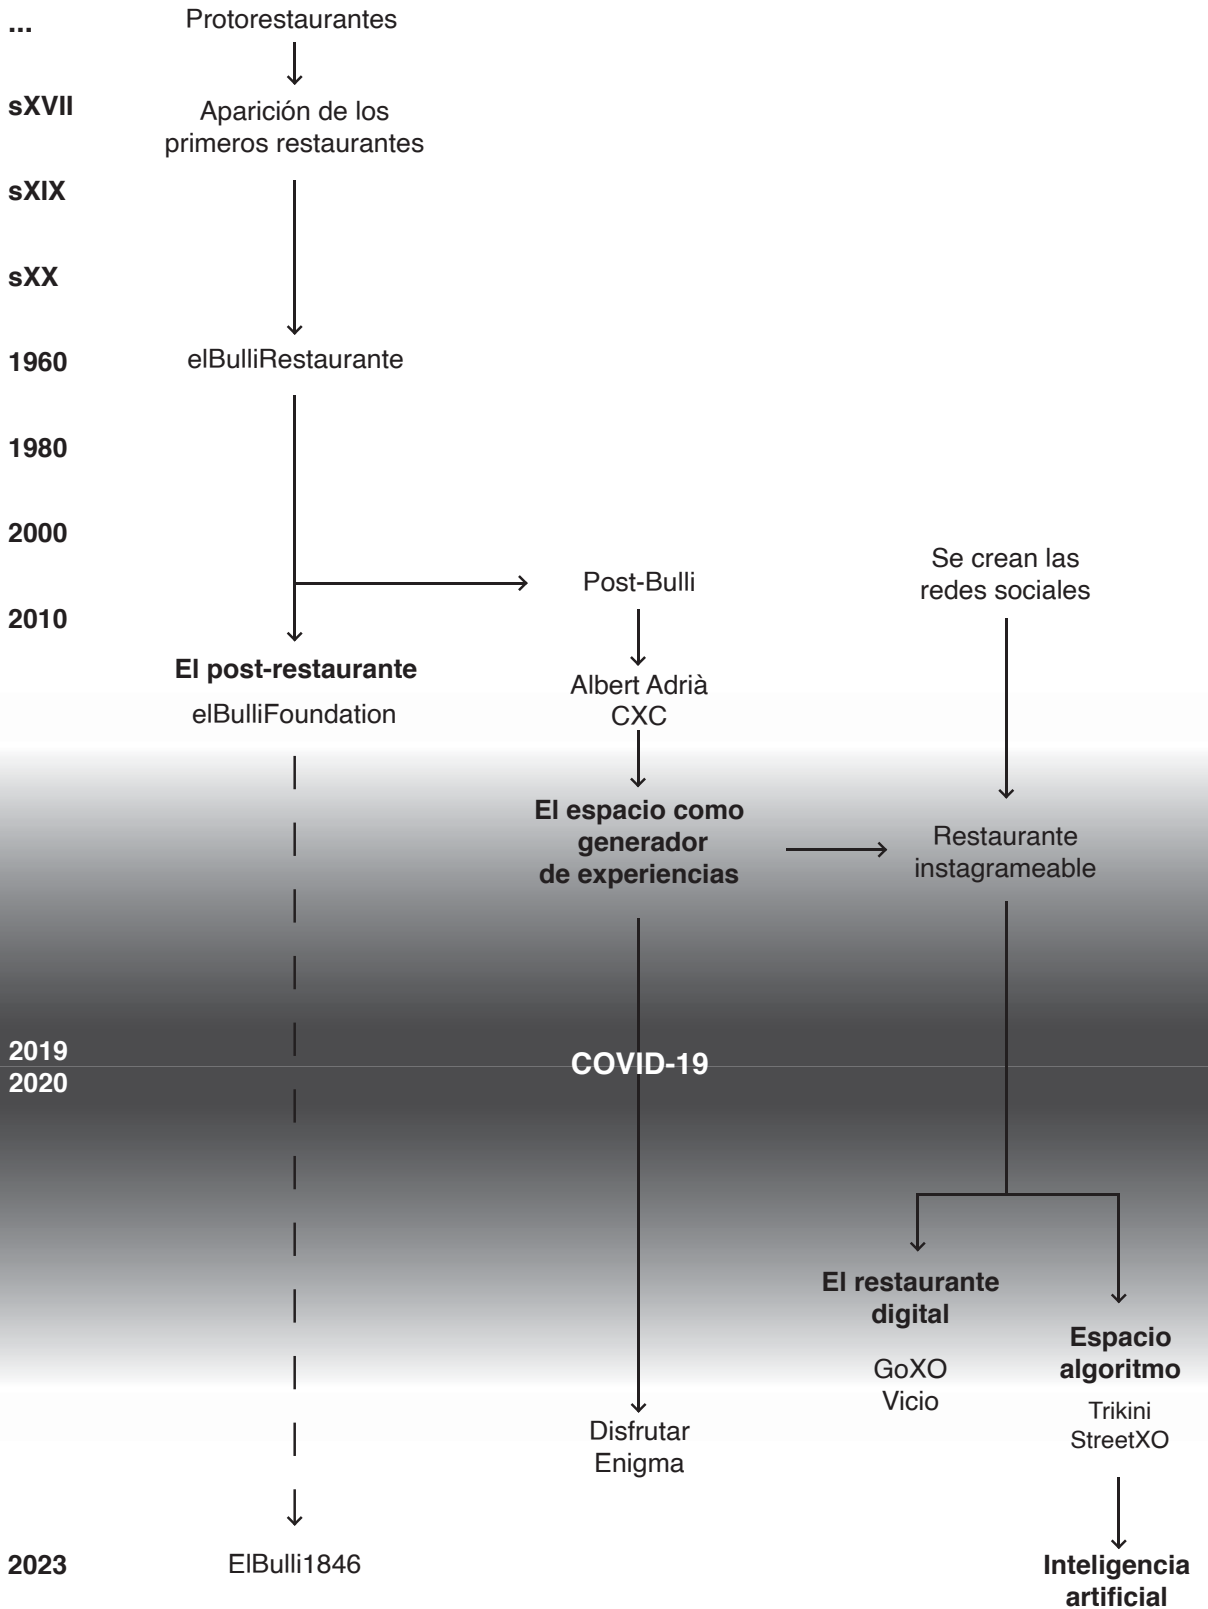 ...
Protorestaurantes
sXVII
Aparición de los
primeros restaurantes
sXIX
sXX
1960
elBulliRestaurante
1980
2000
Se crean las
redes sociales
Post-Bulli
2010
El post-restaurante
elBulliFoundation
Albert Adrià
CXC
El espacio como
generador
de experiencias
Restaurante
instagrameable
2019
COVID-19
2020
El restaurante
digital
GoXO
Vicio
Espacio
algoritmo
Trikini
StreetXO
Disfrutar
Enigma
2023
ElBulli1846
Inteligencia
artificial